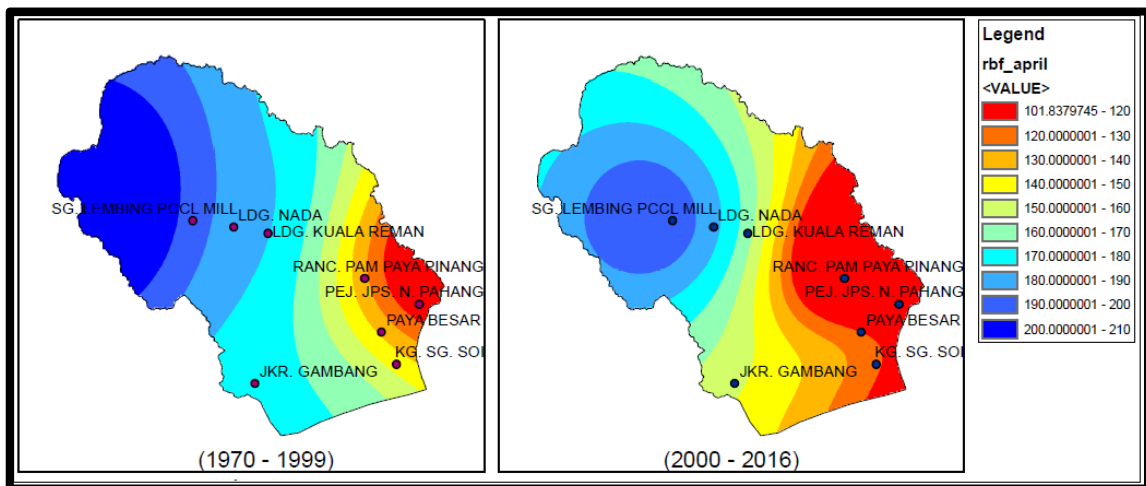 SG. LEMBING PCCL MILL
LDG. NADA
LDG. KUALA REMAN
RANC. PAM PAYA PINANG
PEJ. JPS. N. PAHANG
PAYA BESAR
KG. SG. SOI
JKR. GAMBANG
(1970 - 1999)
SG. LEMBING PCCL MILL
LDG. NADA
LDG. KUALA REMAN
RANC. PAM PAYA PINANG
PEJ. JPS. N. PAHANG
PAYA BESAR
KG. SG. SOI
JKR. GAMBANG
(2000 - 2016)
Legend
rbf_april
<VALUE>
101.8379745 - 120
120.0000001 - 130
130.0000001 - 140
140.0000001 - 150
150.0000001 - 160
160.0000001 - 170
170.0000001 - 180
180.0000001 - 190
190.0000001 - 200
200.0000001 - 210